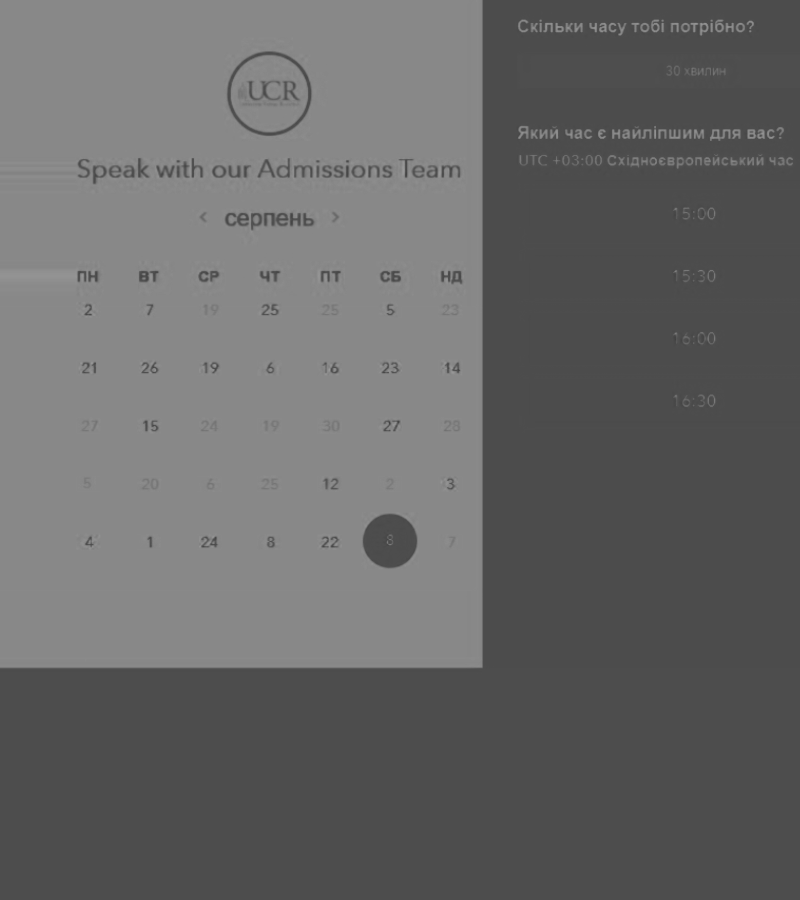 UCR
Speak with our Admissions Team
< серпень >
ПН ВТ СР ЧТ ПТ СБ НД
2 7 19 25 25 5 23
21 26 19 6 16 23 14
27 15 24 19 30 27 28
5 20 6 25 12 2 3
4 1 24 8 22 8 7
Скільки часу тобі потрібно?
30 хвилин
Який час є найліпшим для вас?
UTC +03:00 Східноєвропейський час
15:00
15:30
16:00
16:30